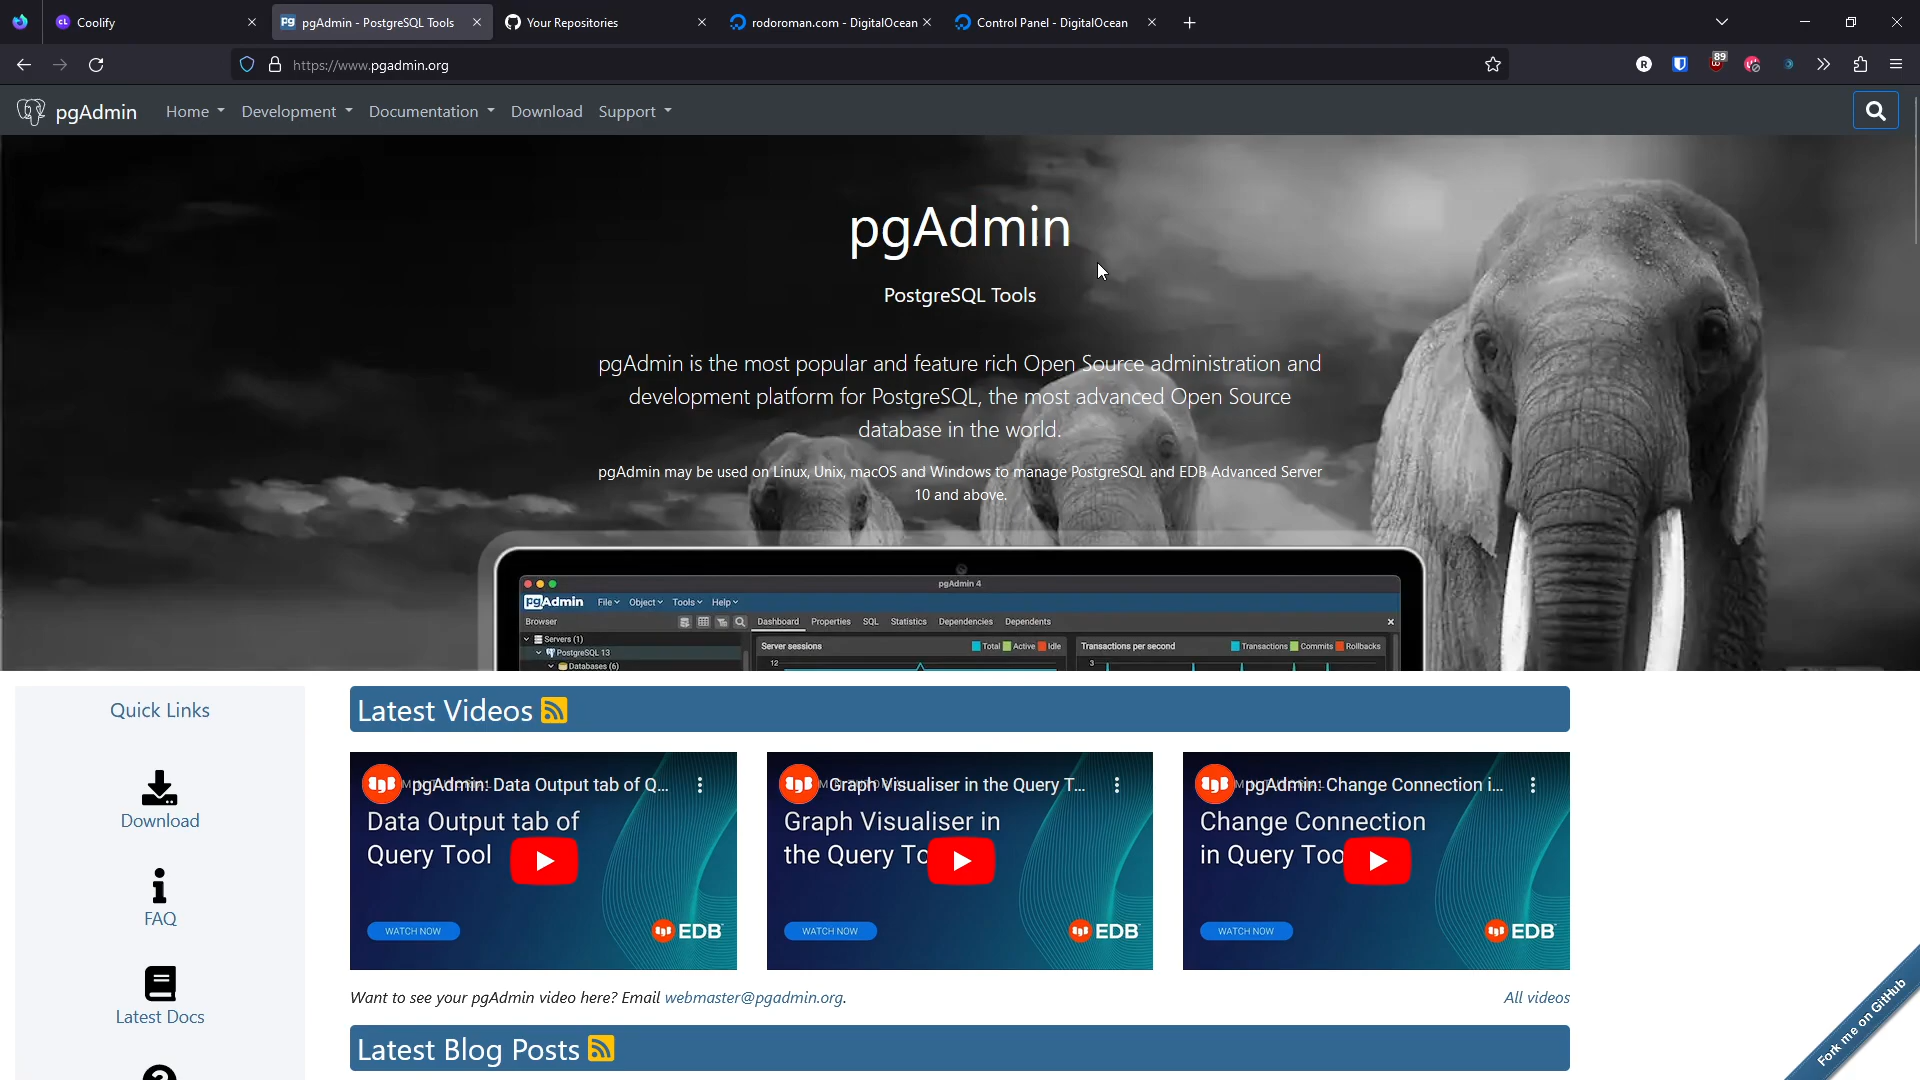 Coolify
pgAdmin - PostgreSQL Tools
Your Repositories
rodoroman.com - DigitalOcean
Control Panel - DigitalOcean
https://www.pgadmin.org
89
pgAdmin
Home
Development
Documentation
Download
Support
pgAdmin
PostgreSQL Tools
pgAdmin is the most popular and feature rich Open Source administration and
development platform for PostgreSQL, the most advanced Open Source
database in the world.
pgAdmin may be used on Linux, Unix, macOS and Windows to manage PostgreSQL and EDB Advanced Server
10 and above.
pgAdmin 4
pgAdmin File Object Tools Help
Browser
Dashboard Properties SQL Statistics Dependencies Dependents
Servers (1)
PostgreSQL 13
Databases (6)
Server sessions
Total Active Idle
12
Transactions per second
Transactions Commits Rollbacks
3
Quick Links
Download
FAQ
Latest Docs
Latest Videos
pgAdmin: Data Output tab of Q...
Data Output tab of
Query Tool
WATCH NOW
EDB
Graph Visualiser in the Query T...
Graph Visualiser in
the Query To
WATCH NOW
EDB
pgAdmin: Change Connection i...
Change Connection
in Query Too
WATCH NOW
EDB
Want to see your pgAdmin video here? Email webmaster@pgadmin.org.
All videos
Latest Blog Posts
Fork me on GitHub